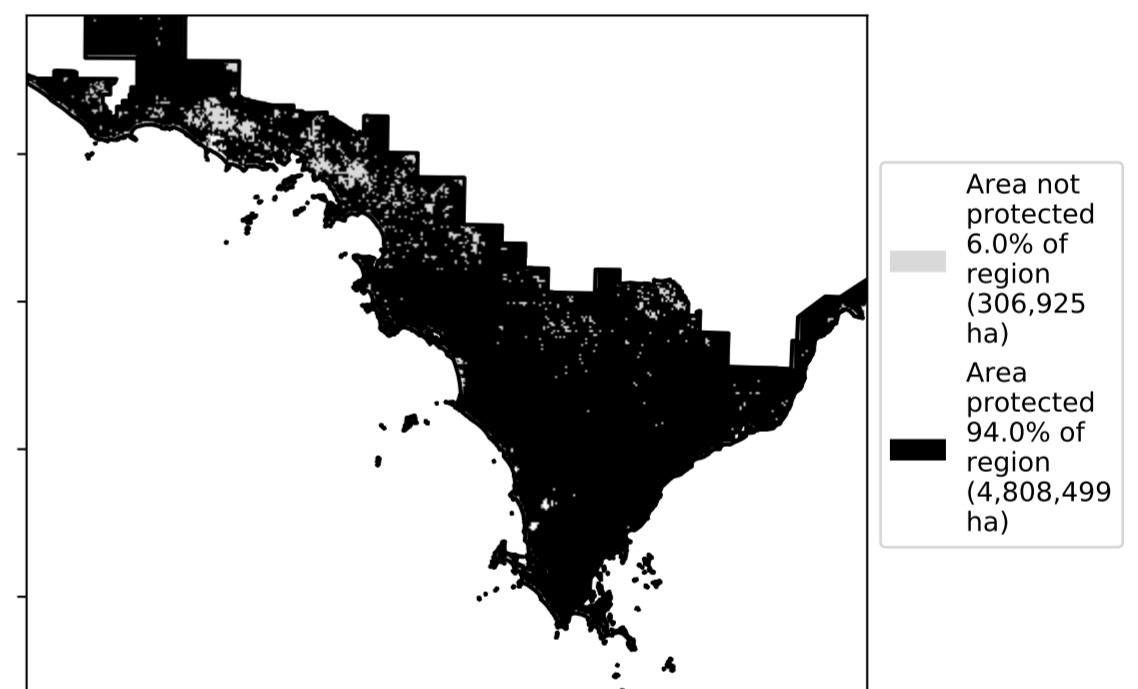 Area not
protected
6.0% of
region
(306,925
ha)
Area
protected
94.0% of
region
(4,808,499
ha)